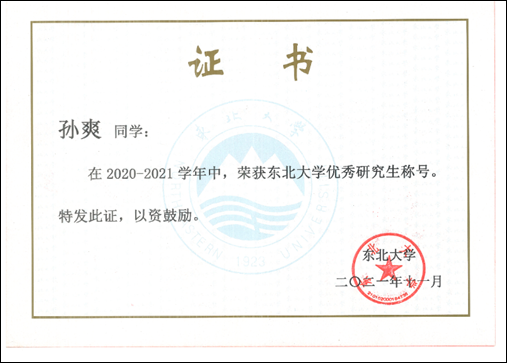 证书
孙爽 同学：
在 2020-2021 学年中，荣获东北大学优秀研究生称号。
特发此证，以资鼓励。
东北大学
二〇二一年十一月
东北大学
1923